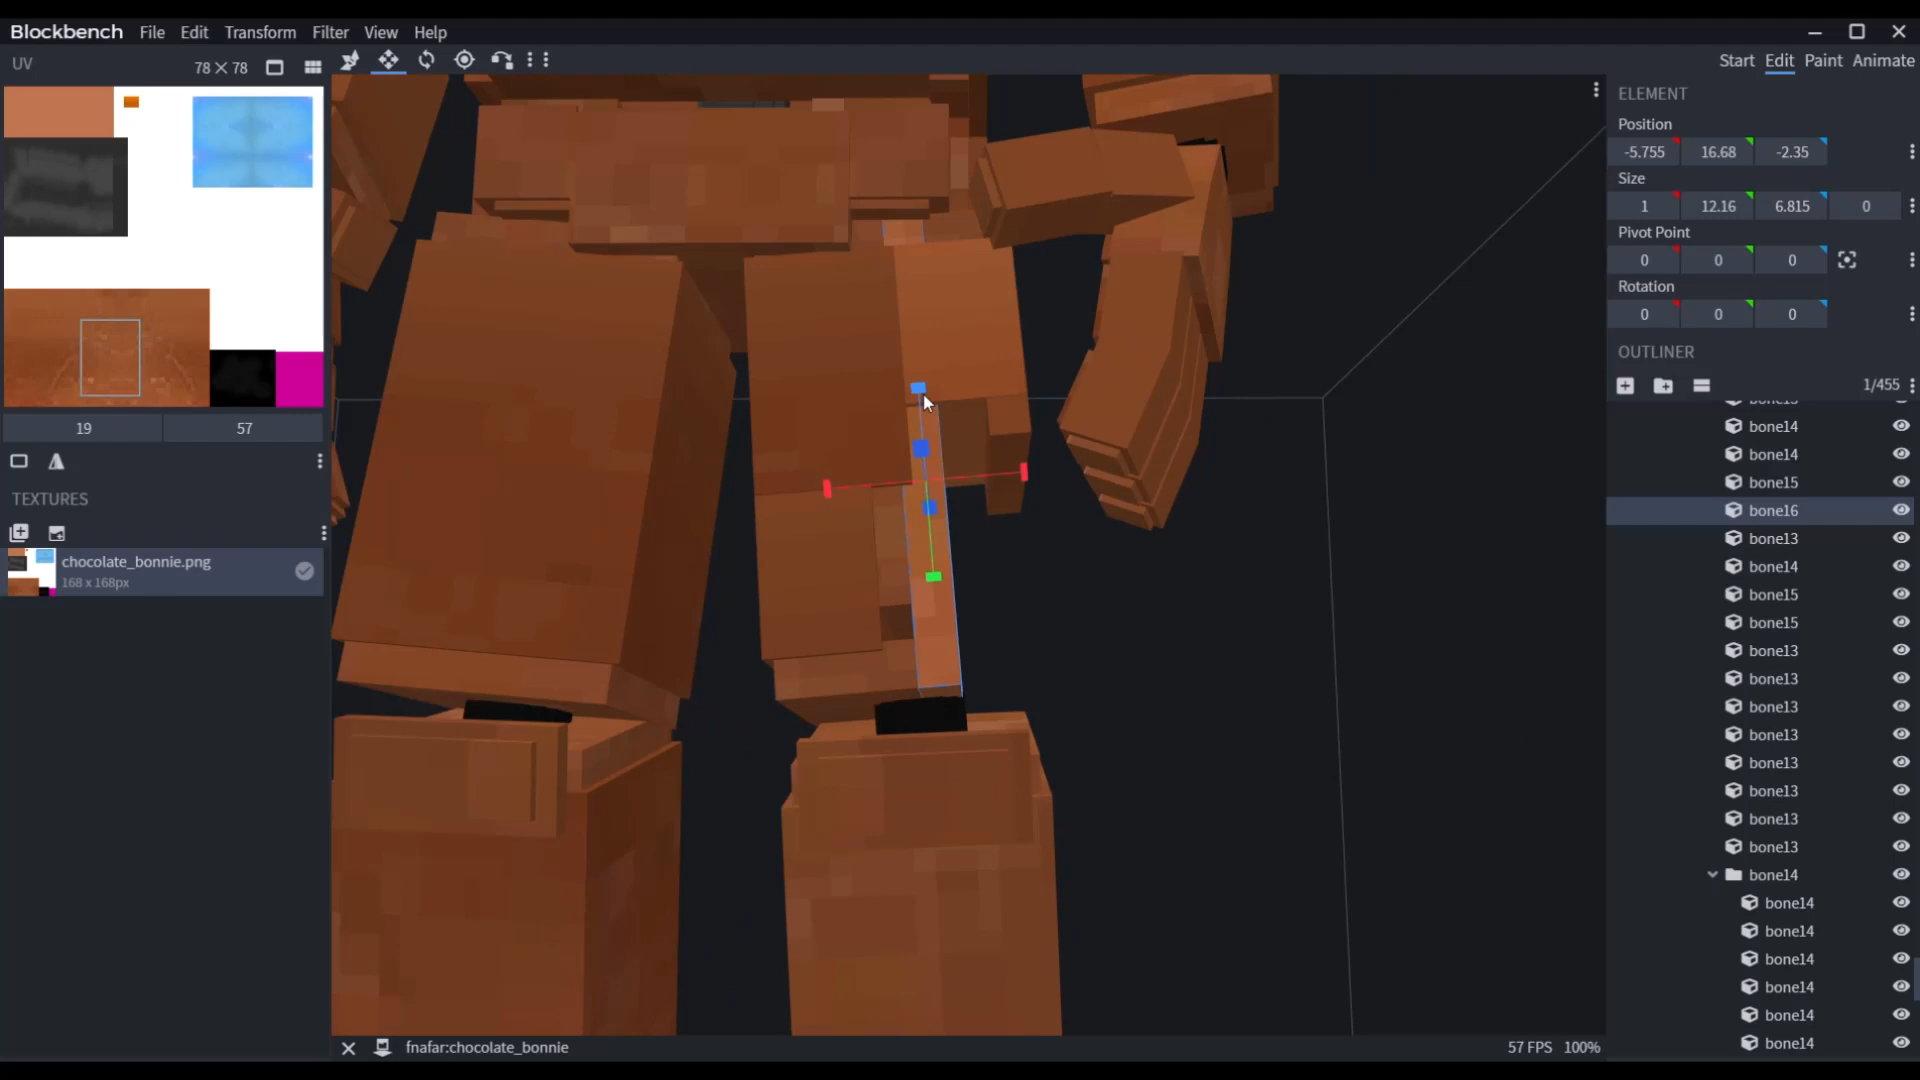 Blockbench File Edit Transform Filter View Help
UV 78 × 78
Start Edit Paint Animate
ELEMENT
Position
-5.755 16.68 -2.35
Size
1 12.16 6.815 0
Pivot Point
0 0 0
Rotation
0 0 0
OUTLINER
1/455
bone14
bone14
bone15
bone16
bone13
bone14
bone15
bone15
bone13
bone13
bone13
bone13
bone13
bone13
bone13
bone13
bone14
bone14
bone14
bone14
bone14
bone14
bone14
19 57
TEXTURES
chocolate_bonnie.png
168 x 168px
fnafar:chocolate_bonnie
57 FPS 100%